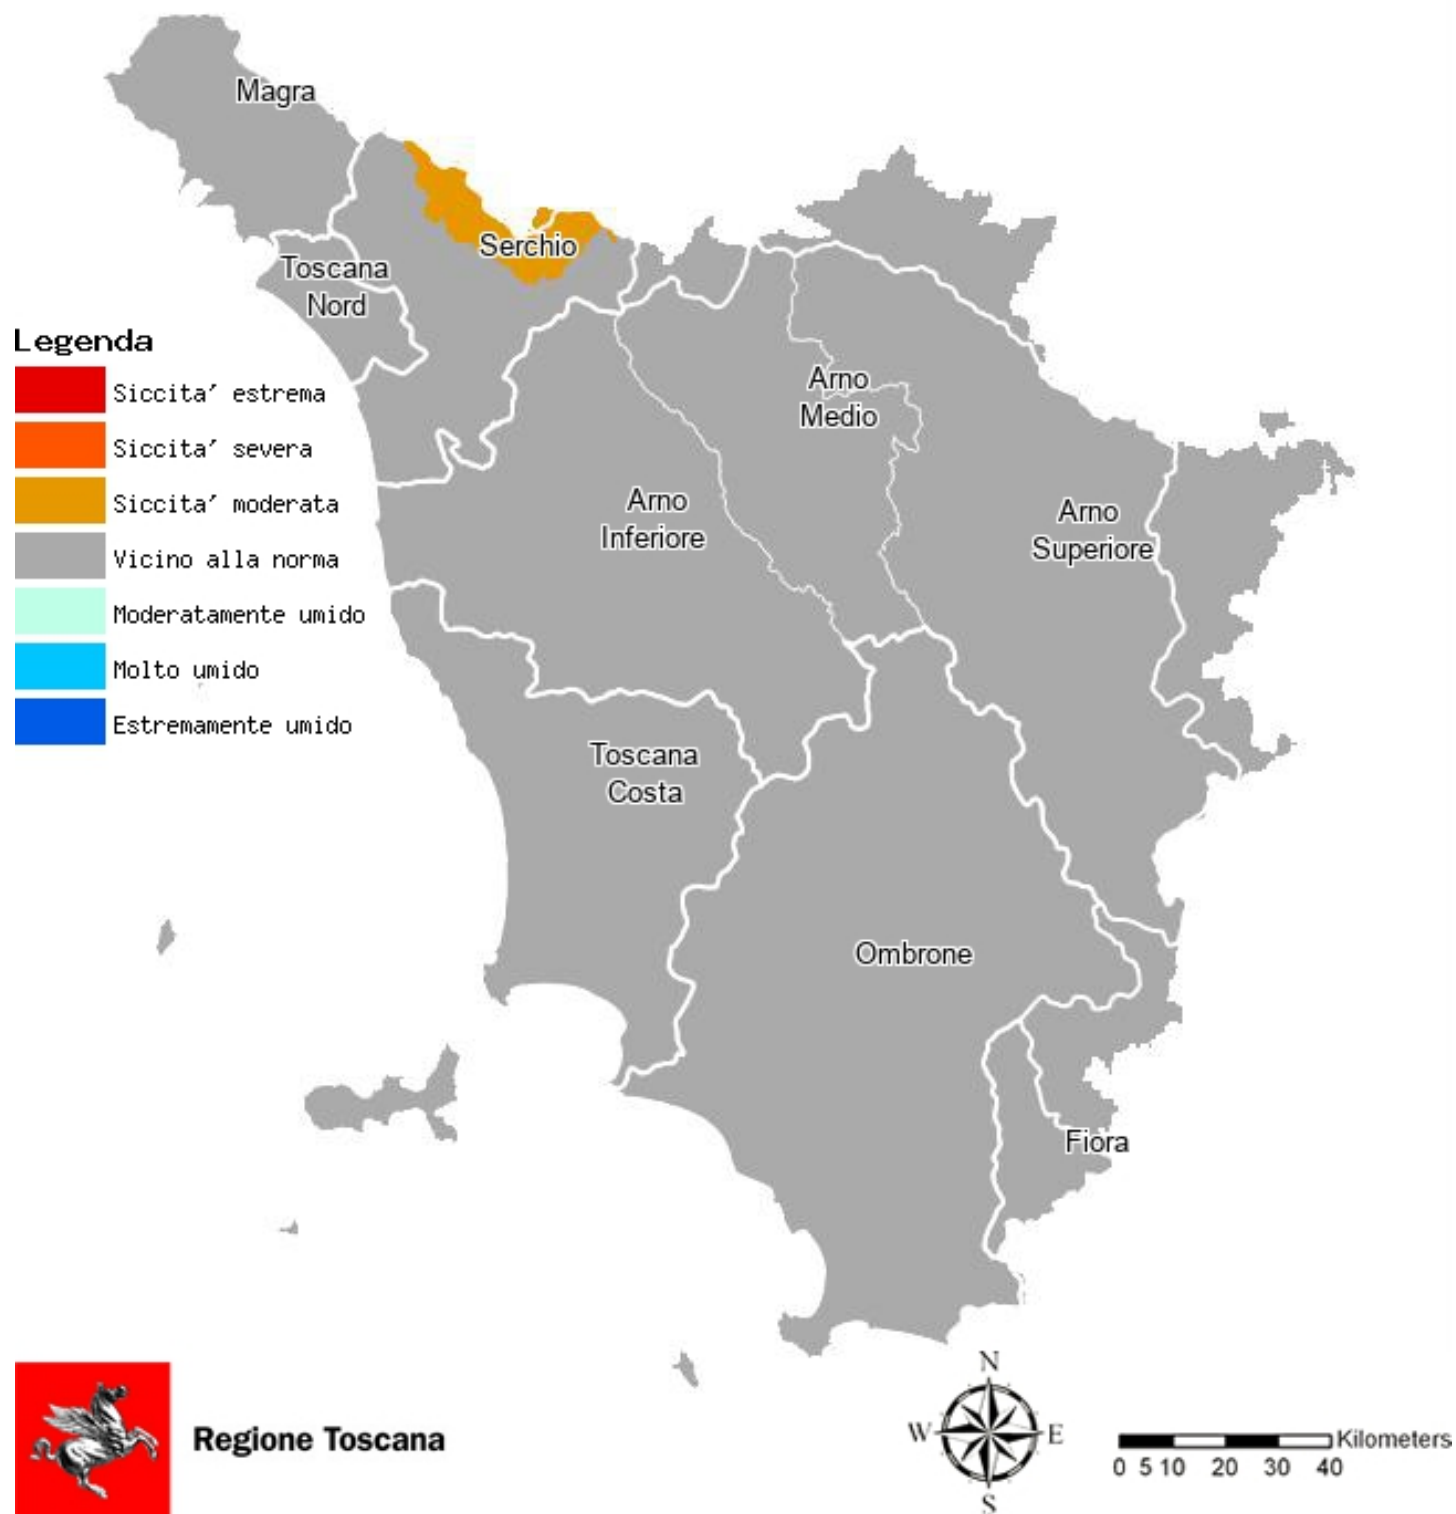 Magra
Serchio
Toscana
Nord
Legenda
Siccita' estrema
Siccita' severa
Siccita' moderata
Vicino alla norma
Moderatamente umido
Molto umido
Estremamente umido
Arno
Medio
Arno
Inferiore
Arno
Superiore
Toscana
Costa
Ombrone
Fiora
Regione Toscana
N
W E
S
Kilometers
0 5 10 20 30 40